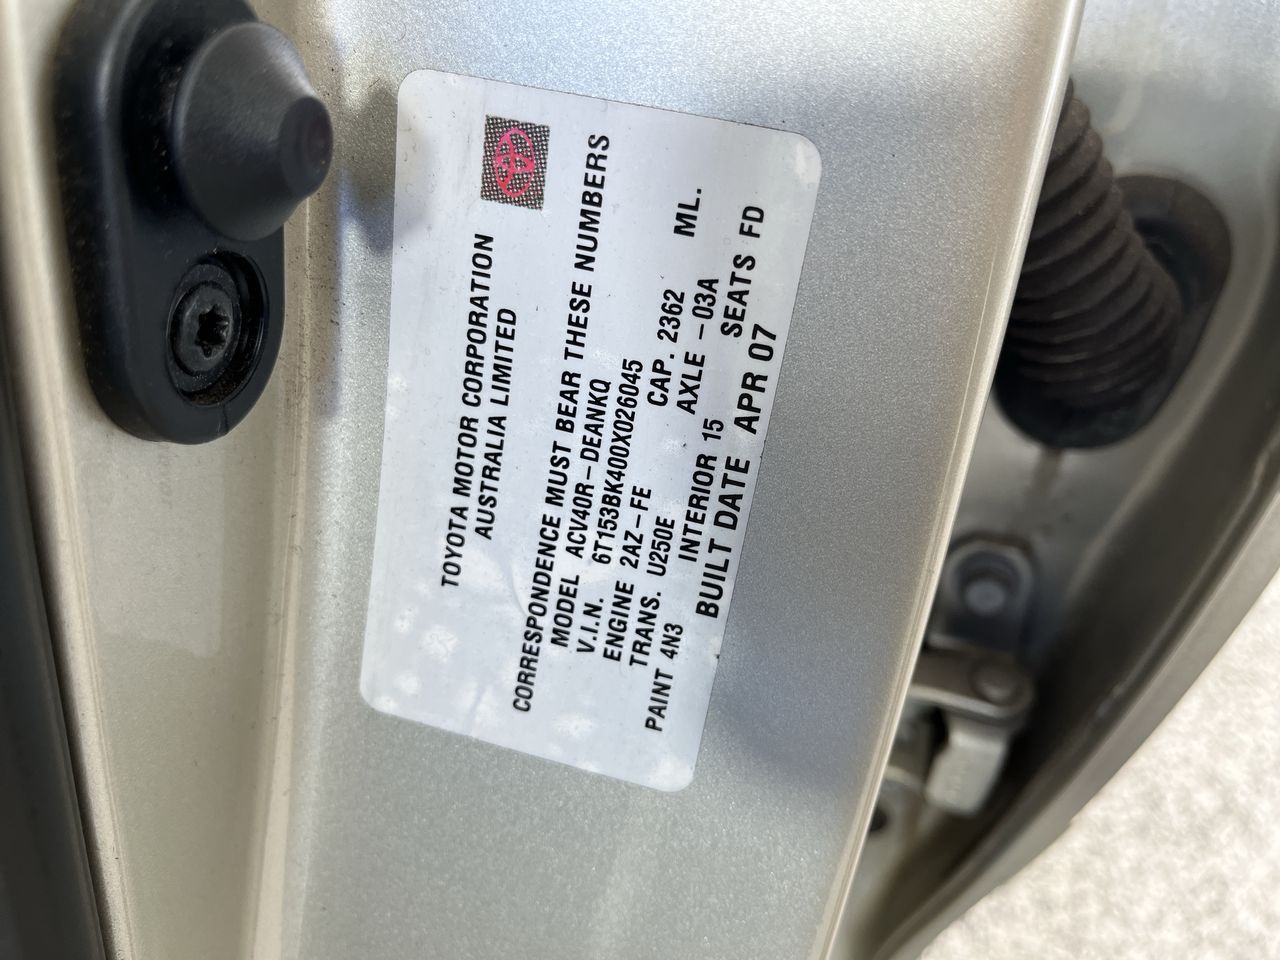 TOYOTA MOTOR CORPORATION
AUSTRALIA LIMITED
CORRESPONDENCE MUST BEAR THESE NUMBERS
MODEL ACV40R-DEANKQ
V.I.N. 6T153BK400X026045
ENGINE 2AZ-FE CAP. 2362 ML.
TRANS. U250E AXLE -03A
PAINT 4N3 INTERIOR 15 SEATS FD
BUILT DATE APR 07